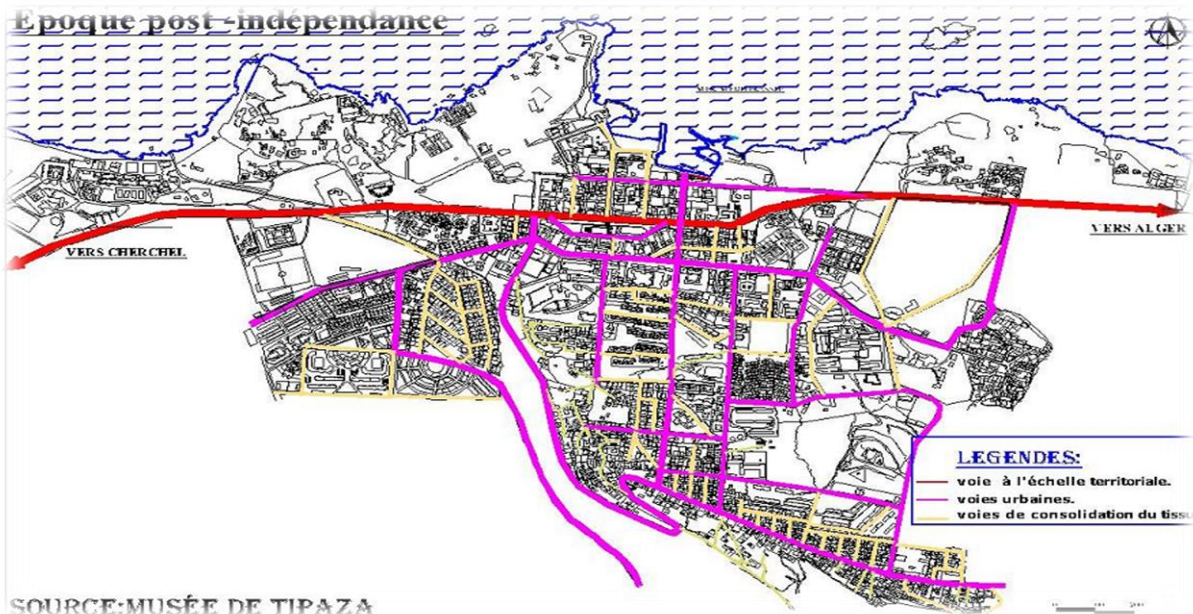 Epoque post-indépendance
VERS CHERCHEL
VERS ALGER
LEGENDES:
voie à l'échelle territoriale.
voies urbaines.
voies de consolidation du tissu
SOURCE:MUSÉE DE TIPAZA